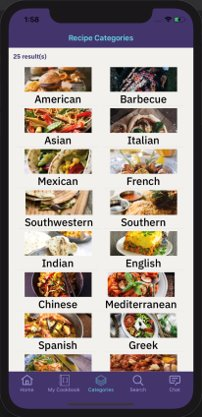 1:58
Recipe Categories
25 result(s)
American Barbecue
Asian Italian
Mexican French
Southwestern Southern
Indian English
Chinese Mediterranean
Spanish Greek
Home My Cookbook Categories Search Chat